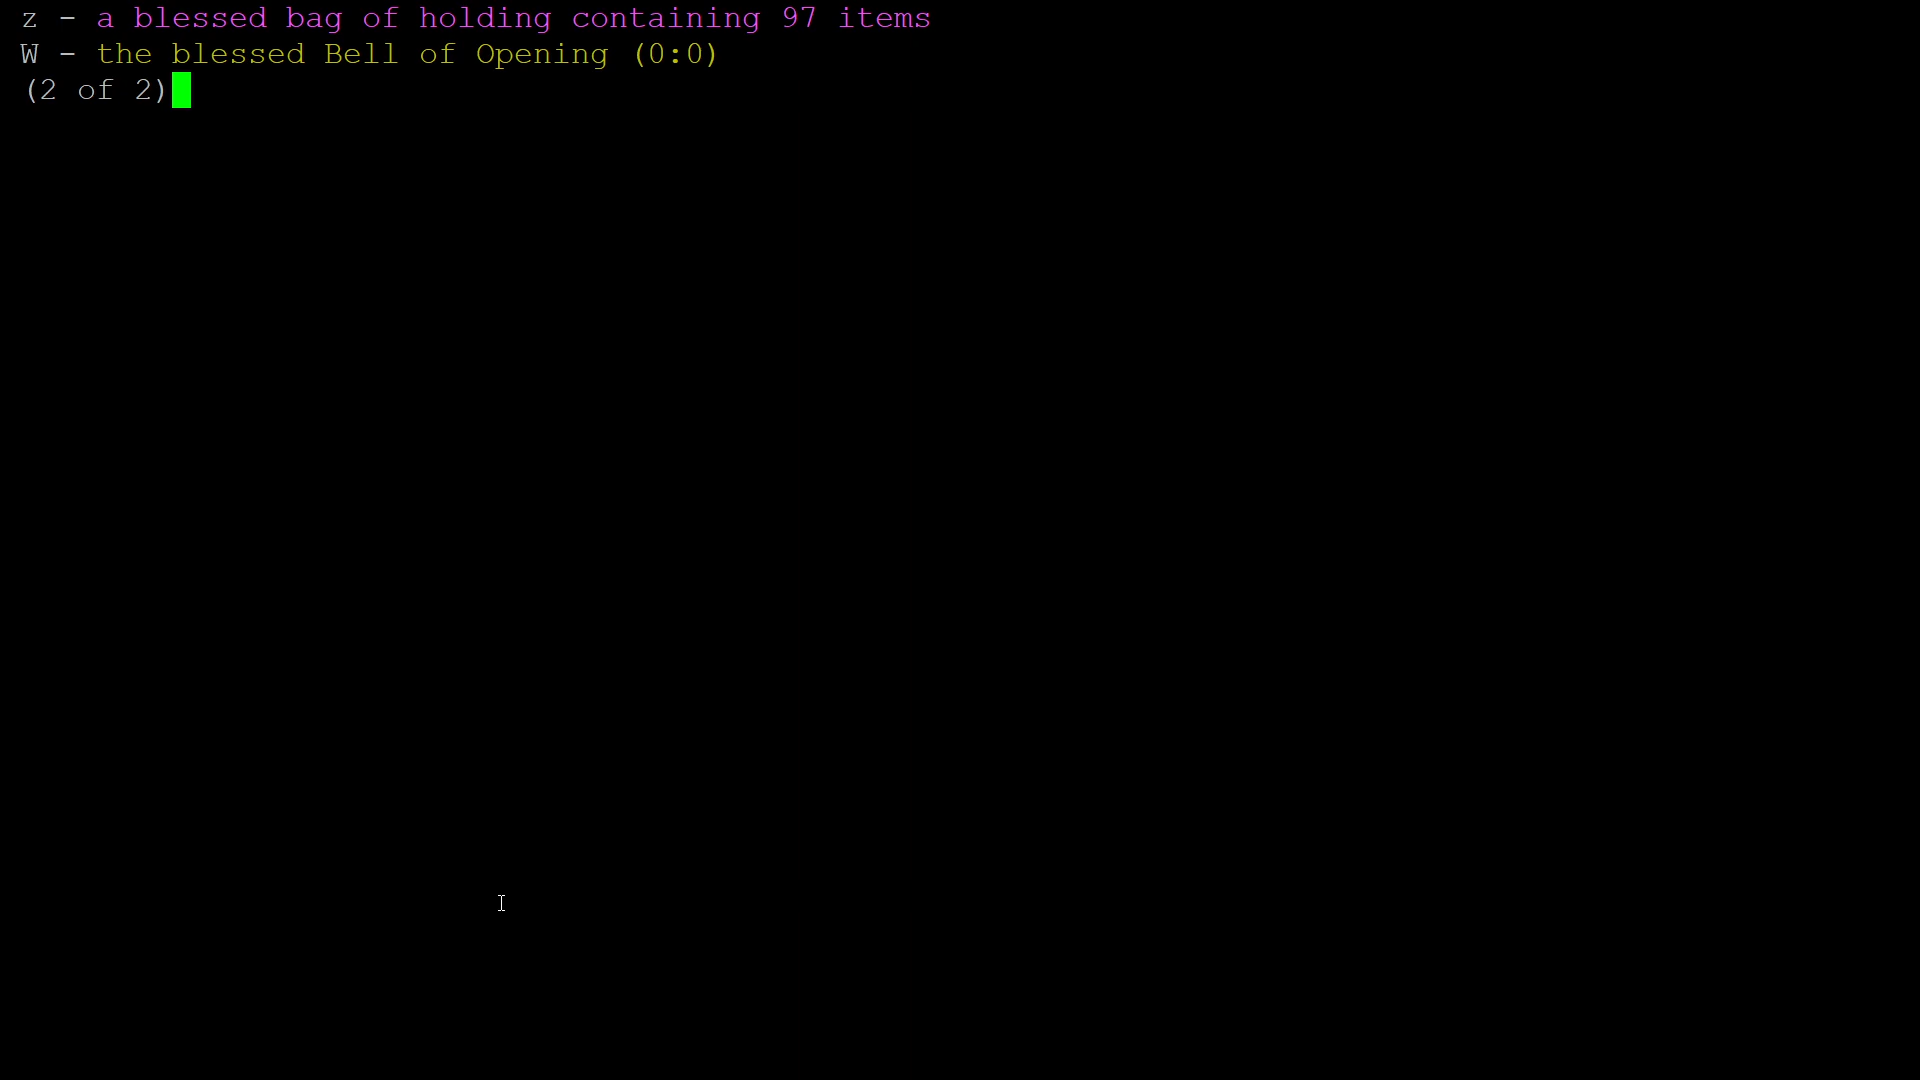 z - a blessed bag of holding containing 97 items
W - the blessed Bell of Opening (0:0)
(2 of 2)